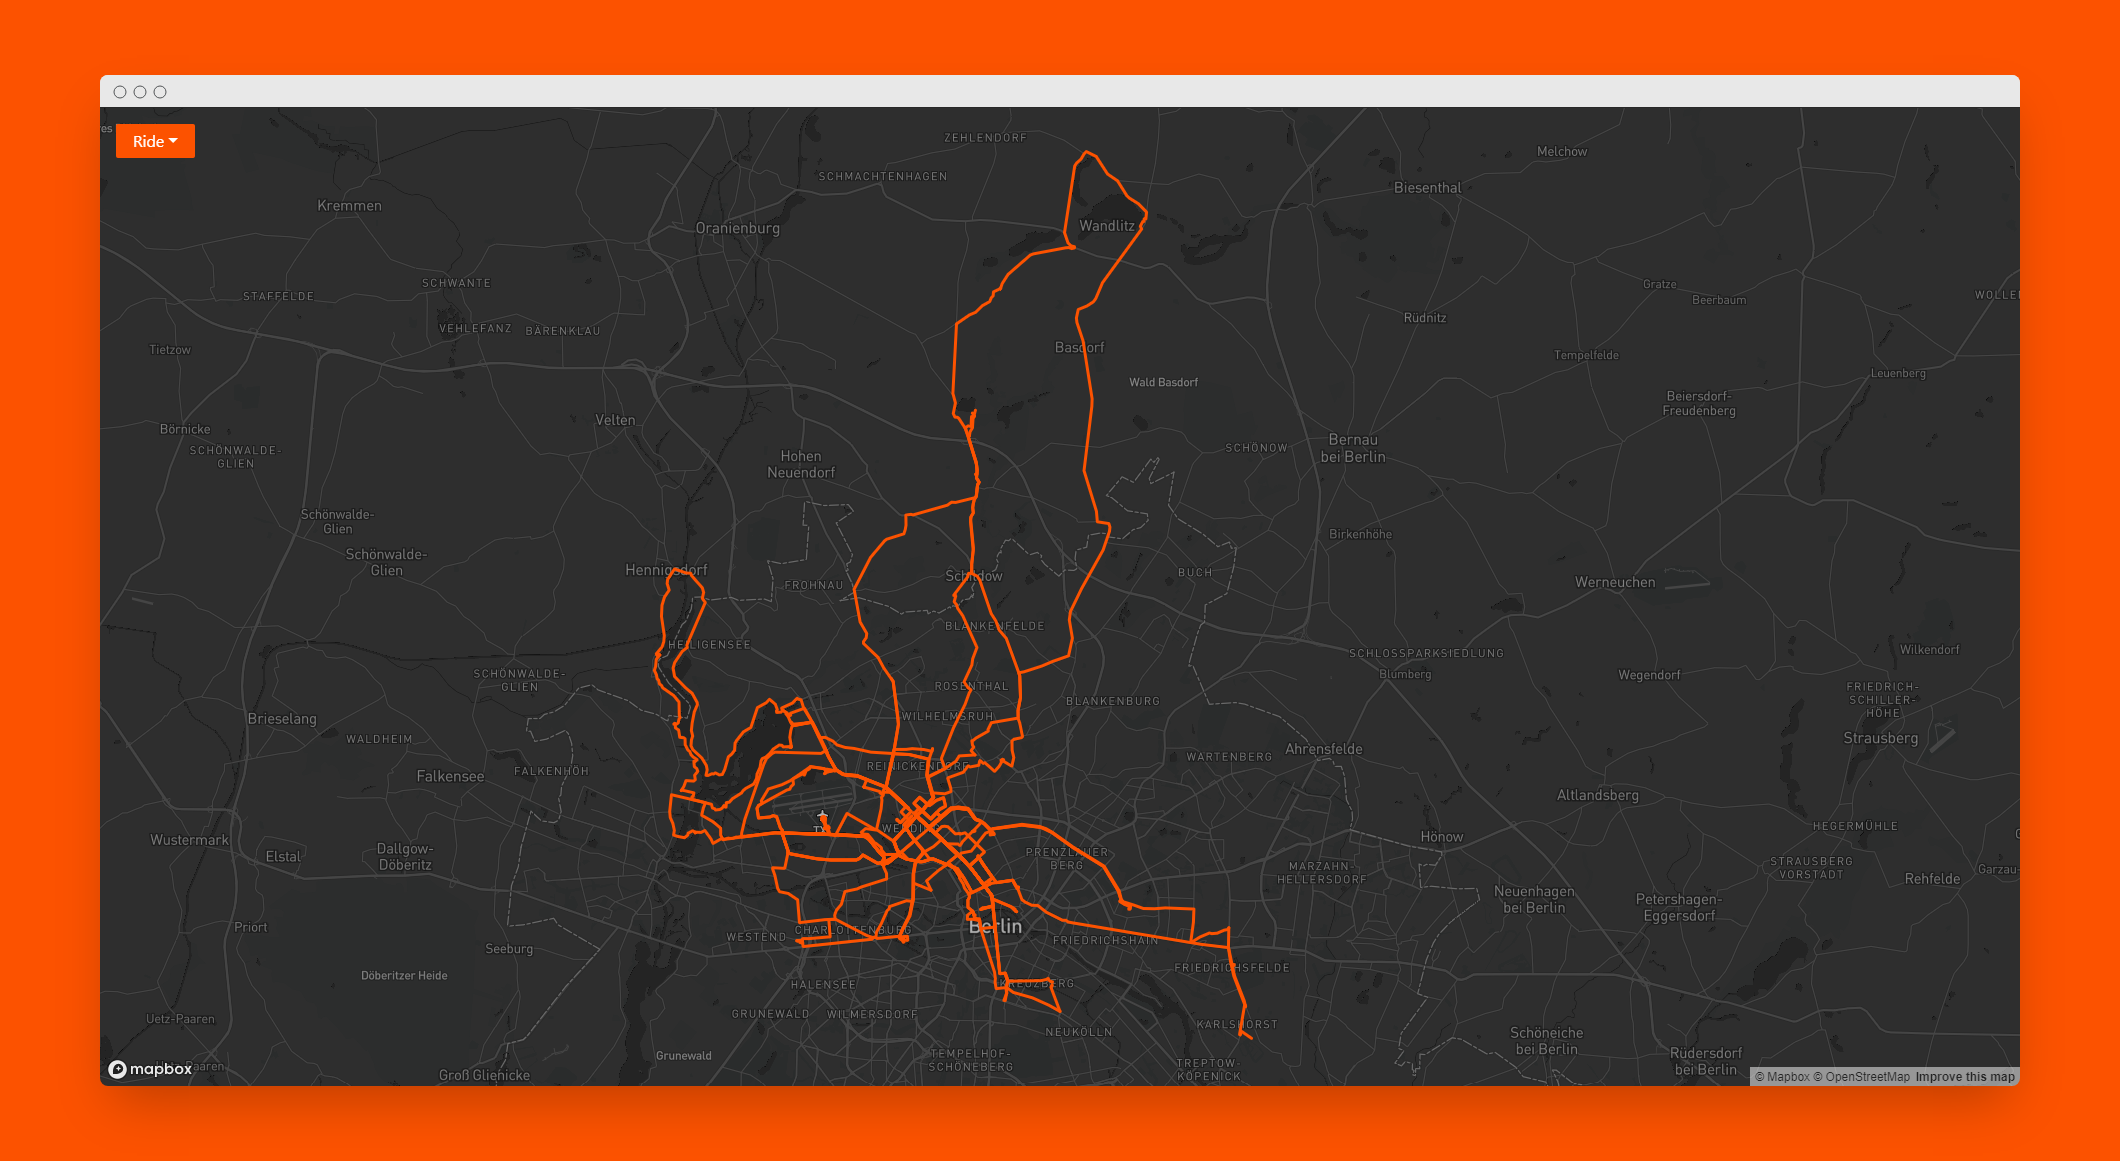 res
Ride
ZEHLENDORF
Melchow
SCHMACHTENHAGEN
Biesenthal
Kremmen
Oranienburg
Wandlitz
SCHWANTE
Gratze
STAFFELDE
Beerbaum
WOLLEN
VEHLEFANZ
BÄRENKLAU
Rüdnitz
Tietzow
Basdorf
Tempelfelde
Wald Basdorf
Leuenberg
Beiersdorf-
Freudenberg
Velten
Börnicke
SCHÖNWALDE-
GLIEN
Hohen
Neuendorf
SCHÖNOW
Bernau
bei Berlin
Schönwalde-
Glien
Birkenhöhe
Schönwalde-
Glien
Hennigsdorf
FROHNAU
Schildow
BUCH
Werneuchen
BLANKENFELDE
HEILIGENSEE
SCHLOSSPARKSIEDLUNG
Wilkendorf
SCHÖNWALDE-
GLIEN
Blumberg
Wegendorf
ROSENTHAL
BLANKENBURG
FRIEDRICH-
SCHILLER-
HÖHE
Brieselang
WILHELMSRUH
WALDHEIM
Strausberg
Ahrensfelde
WARTENBERG
REINICKENDORF
Falkensee
FALKENHÖH
Altlandsberg
HEGERMÜHLE
Wustermark
Hönow
Dallgow-
Döberitz
Elstal
PRENZLAUER
BERG
MARZAHN-
HELLERSDORF
STRAUSBERG
VORSTADT
Garzau-
Rehfelde
Neuenhagen
bei Berlin
Petershagen-
Eggersdorf
Priort
Berlin
CHARLOTTENBURG
WESTEND
FRIEDRICHSHAIN
Seeburg
Döberitzer Heide
FRIEDRICHSFELDE
HALENSEE
KREUZBERG
GRUNEWALD
WILMERSDORF
Uetz-Paaren
KARLSHORST
NEUKÖLLN
Schöneiche
bei Berlin
Grunewald
TEMPELHOF-
SCHÖNEBERG
Rüdersdorf
bei Berlin
TREPTOW-
KÖPENICK
mapbox
aaren
Groß Glienicke
© Mapbox © OpenStreetMap Improve this map